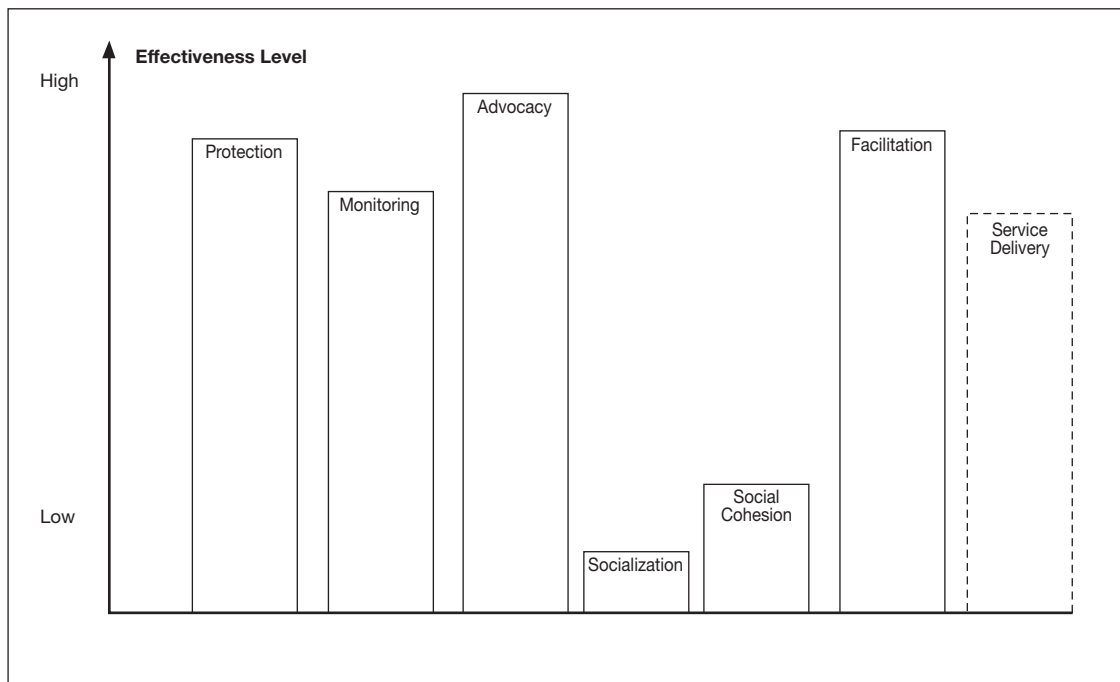 Effectiveness Level
High
Advocacy
Facilitation
Protection
Monitoring
Service
Delivery
Social
Cohesion
Low
Socialization